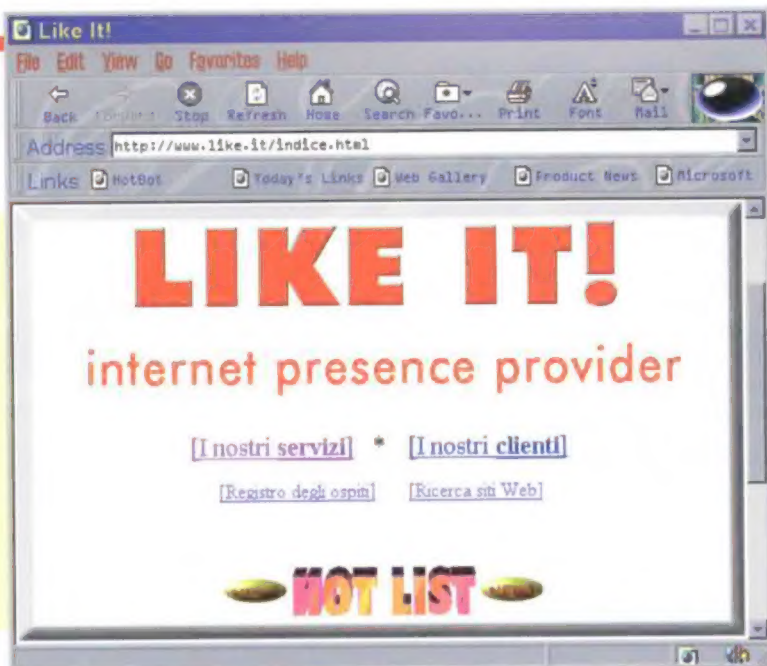 Like It!
File Edit View Go Favorites Help
Back Stop Refresh Home Search Favo... Print Font Mail
Address http://www.like.it/indice.html
Links HotBot Today's Links Web Gallery Product News Microsoft
LIKE IT!
internet presence provider
[I nostri servizi] * [I nostri clienti]
[Registro degli ospiti] [Ricerca siti Web]
HOT LIST